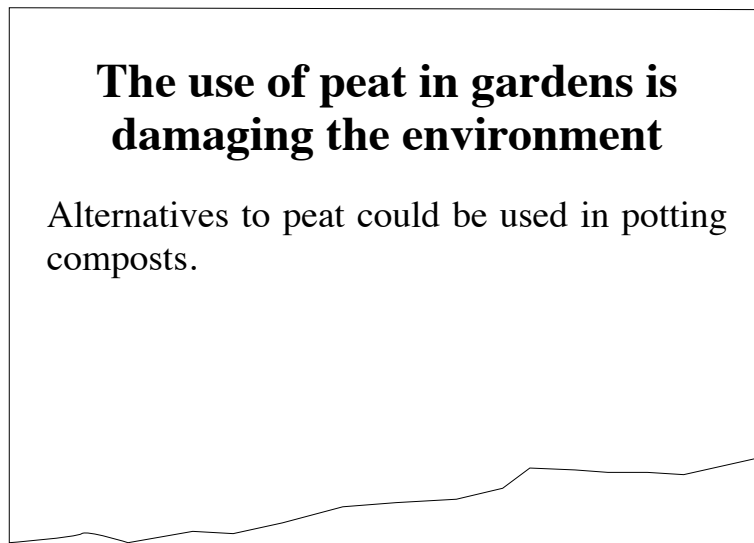 The use of peat in gardens is
damaging the environment
Alternatives to peat could be used in potting
composts.